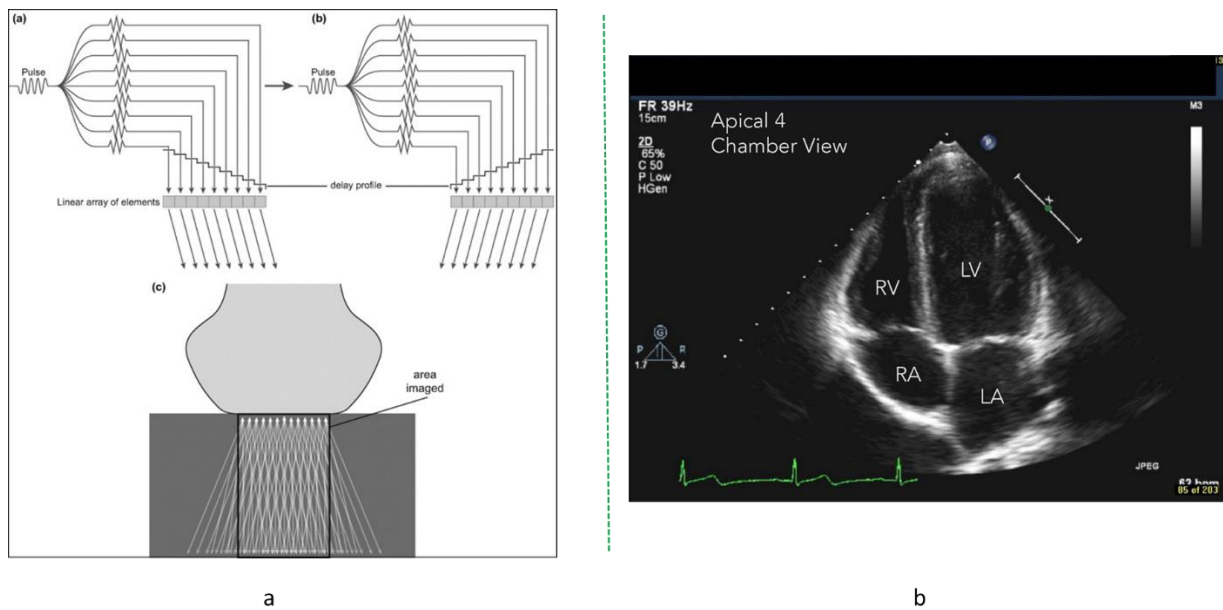 (a)
(b)
Pulse
Pulse
delay profile
Linear array of elements
(c)
area
imaged
a
FR 39Hz
15cm
2D
65%
C 50
P Low
HGen
Apical 4
Chamber View
M3
P
X
RV
LV
G
P R
1.7 3.4
RA
LA
JPEG
85 of 203
b